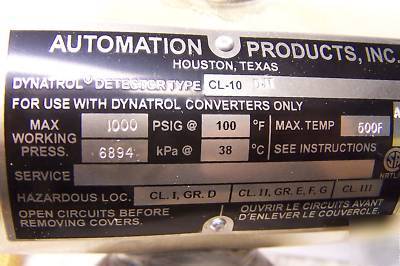 AUTOMATION PRODUCTS, INC.
HOUSTON, TEXAS
DYNATROL® DETECTOR TYPE CL-10
FOR USE WITH DYNATROL CONVERTERS ONLY
MAX WORKING PRESS. 1000 PSIG @ 100 °F MAX. TEMP 600F
6894 kPa @ 38 °C SEE INSTRUCTIONS
SERVICE
HAZARDOUS LOC. CL. I, GR. D CL. II, GR. E, F, G CL. III
OPEN CIRCUITS BEFORE REMOVING COVERS.
OUVRIR LE CIRCUITS AVANT D'ENLEVER LE COUVERCLE.
NRTL